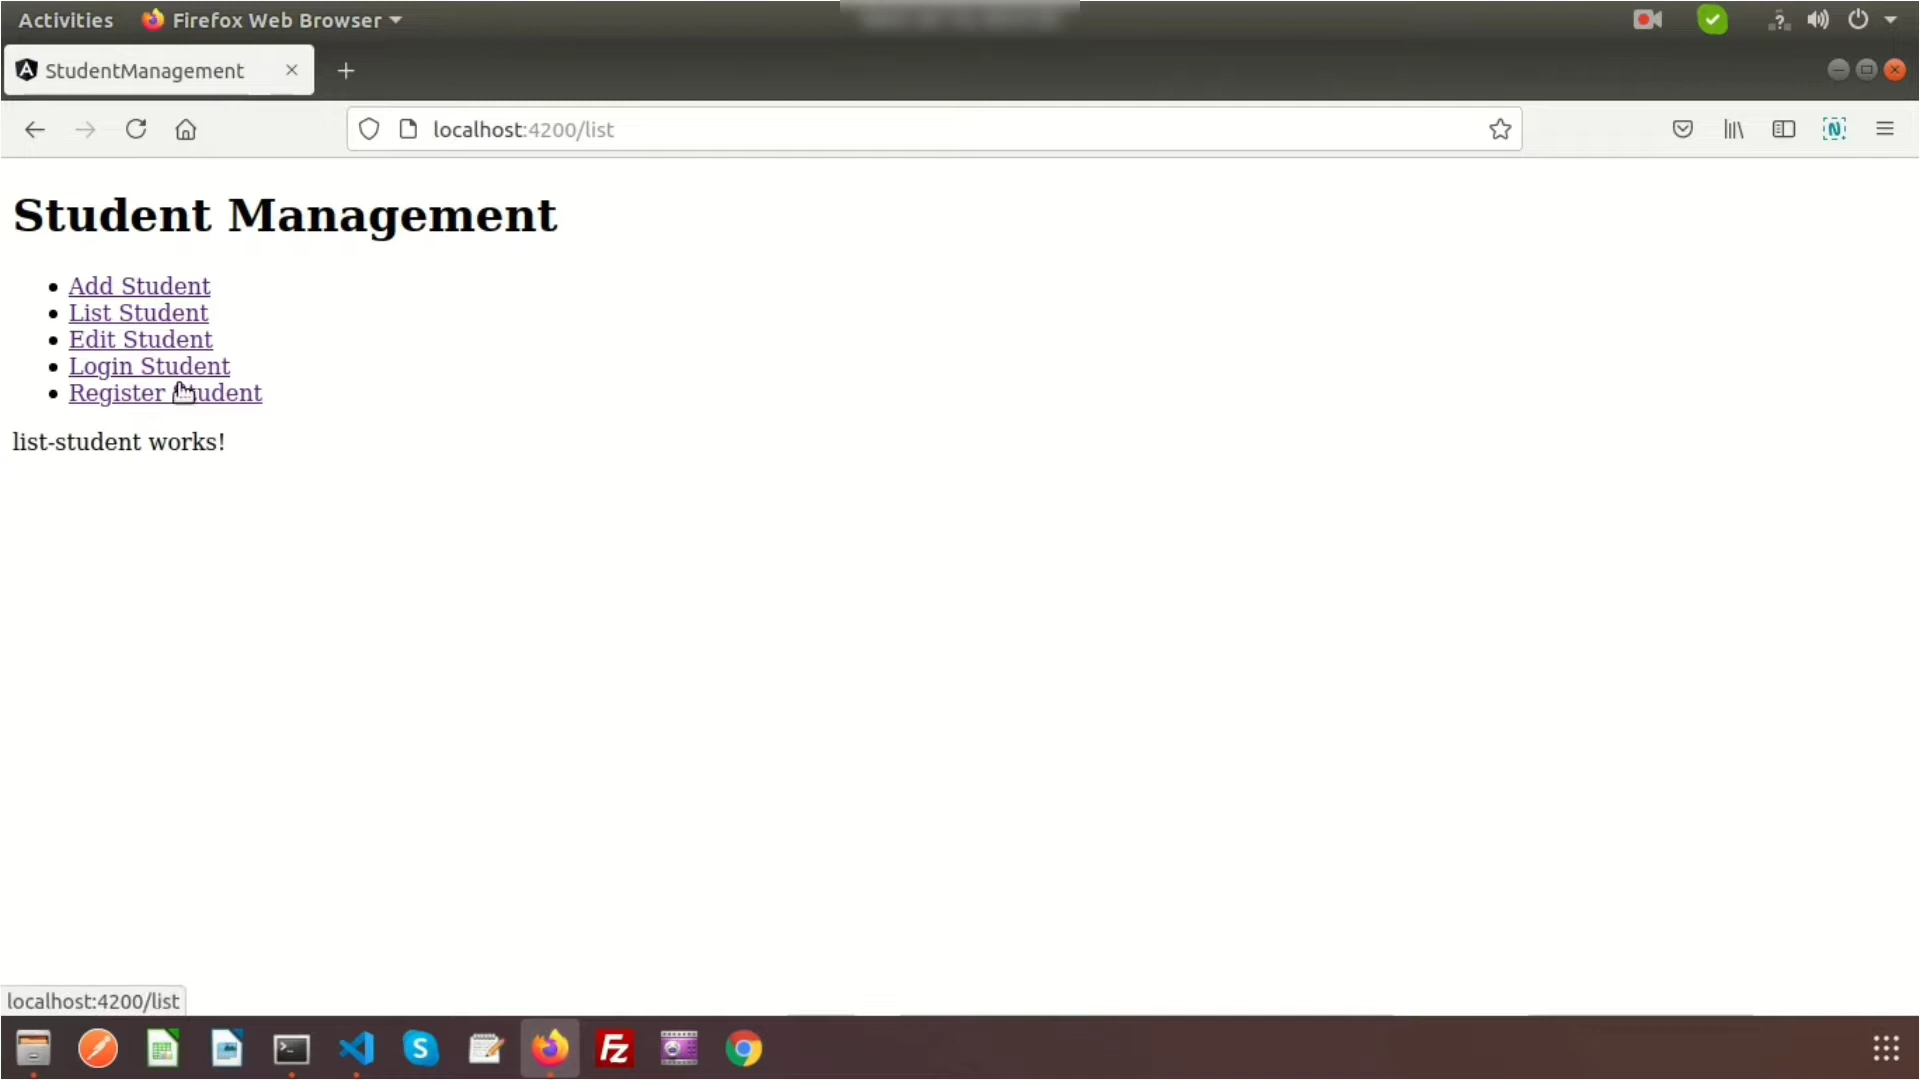 Activities Firefox Web Browser
StudentManagement
localhost:4200/list
Student Management
Add Student
List Student
Edit Student
Login Student
Register Student
list-student works!
localhost:4200/list